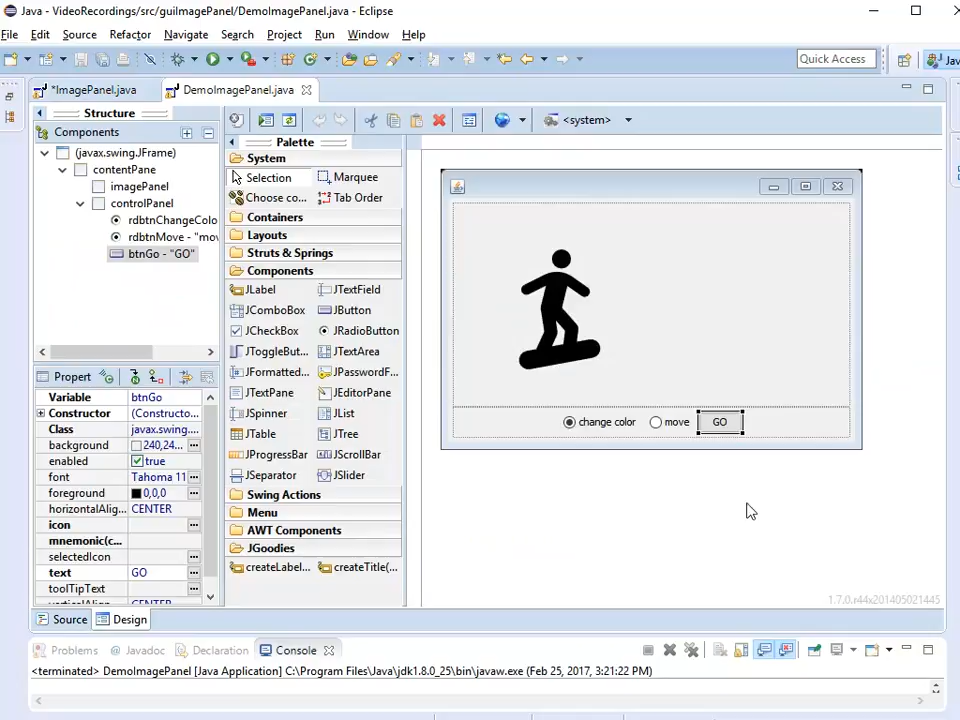 Java - VideoRecordings/src/guiImagePanel/DemoImagePanel.java - Eclipse
File Edit Source Refactor Navigate Search Project Run Window Help
Quick Access
Jav
*ImagePanel.java
DemoImagePanel.java
Structure
Components
(javax.swing.JFrame)
contentPane
imagePanel
controlPanel
rdbtnChangeColo
rdbtnMove - "mov
btnGo - "GO"
<system>
Palette
System
Selection
Marquee
Choose co...
Tab Order
Containers
Layouts
Struts & Springs
Components
JLabel
JTextField
JComboBox
JButton
JCheckBox
JRadioButton
JToggleBut...
JTextArea
JFormatted...
JPasswordF...
JTextPane
JEditorPane
JSpinner
JList
JTable
JTree
JProgressBar
JScrollBar
JSeparator
JSlider
Swing Actions
Menu
AWT Components
JGoodies
createLabel...
createTitle(...
Propert
Variable btnGo
Constructor (Constructo...
Class javax.swing....
background 240,24...
enabled true
font Tahoma 11
foreground 0,0,0
horizontalAlig... CENTER
icon
mnemonic(c...
selectedIcon
text GO
toolTipText
verticalAlign CENTER
change color
move
GO
1.7.0.r44x201405021445
Source
Design
Problems
Javadoc
Declaration
Console
<terminated> DemoImagePanel [Java Application] C:\Program Files\Java\jdk1.8.0_25\bin\javaw.exe (Feb 25, 2017, 3:21:22 PM)